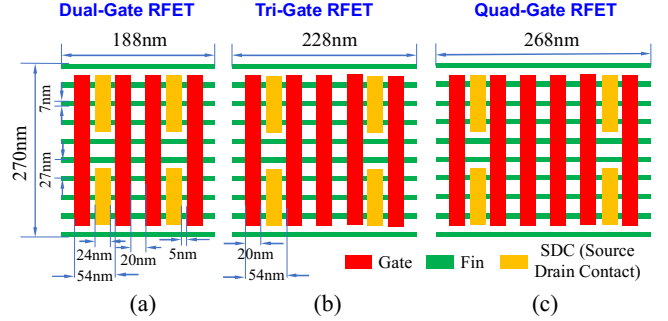 Dual-Gate RFET
Tri-Gate RFET
Quad-Gate RFET
188nm
228nm
268nm
7nm
270nm
27nm
24nm
20nm
5nm
54nm
20nm
54nm
Gate
Fin
SDC (Source
Drain Contact)
(a)
(b)
(c)